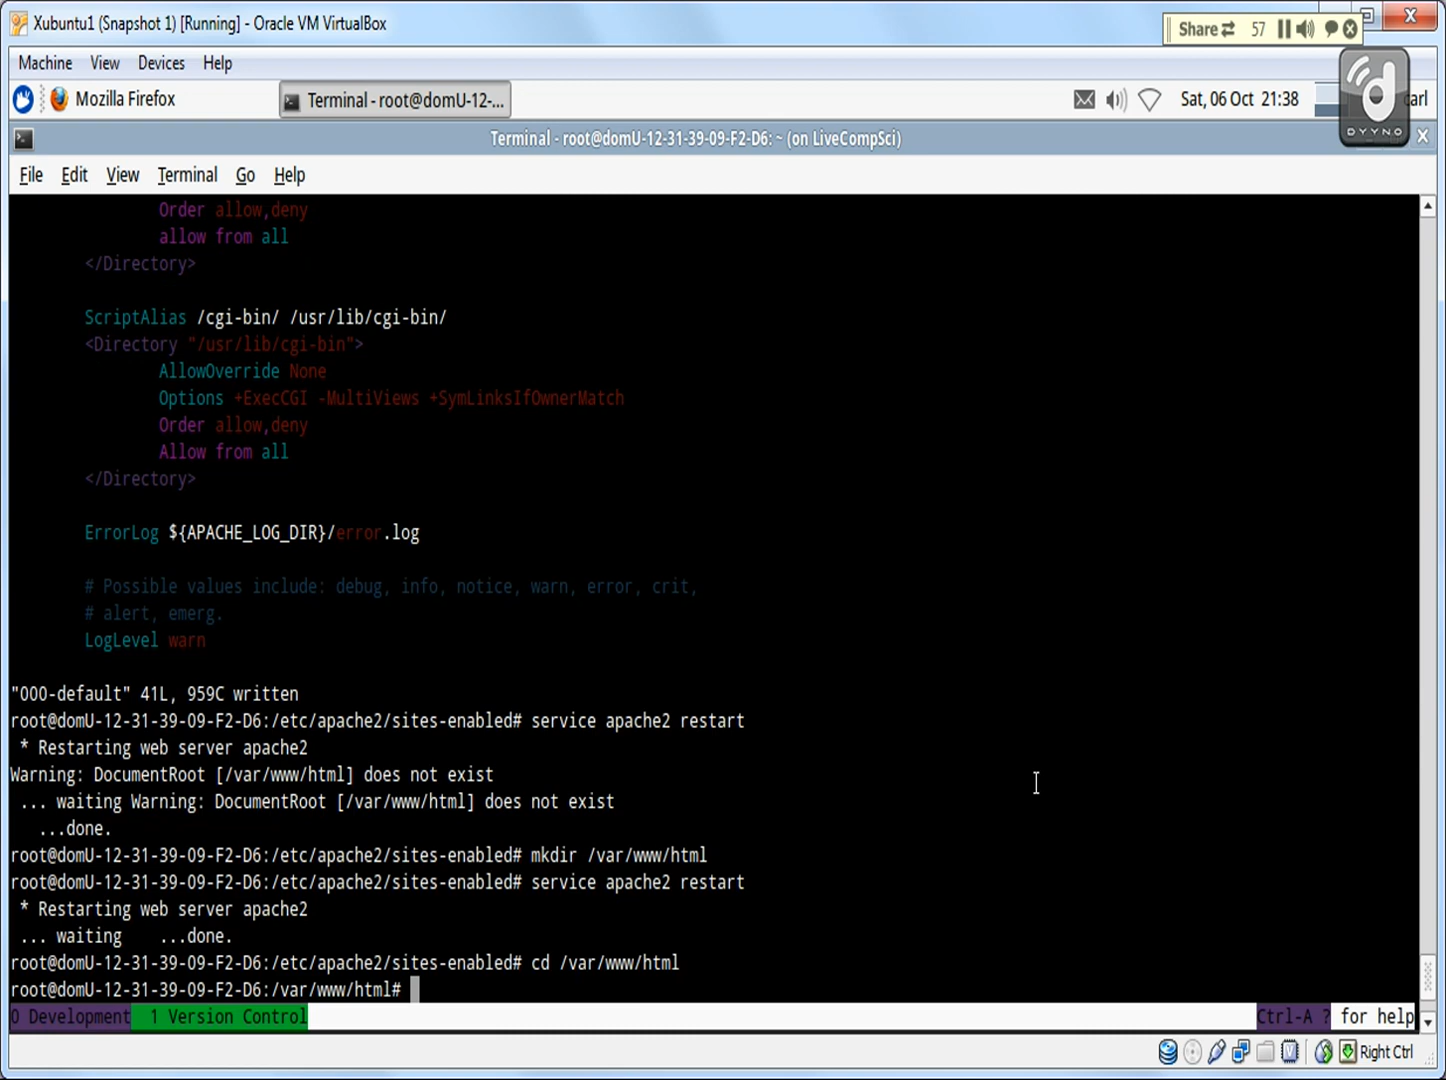 Xubuntu1 (Snapshot 1) [Running] - Oracle VM VirtualBox
Share 57
Machine View Devices Help
Mozilla Firefox
Terminal - root@domU-12-...
Sat, 06 Oct 21:38
arl
DYYNO
Terminal - root@domU-12-31-39-09-F2-D6: ~ (on LiveCompSci)
File Edit View Terminal Go Help
Order allow,deny
allow from all
</Directory>
ScriptAlias /cgi-bin/ /usr/lib/cgi-bin/
<Directory "/usr/lib/cgi-bin">
AllowOverride None
Options +ExecCGI -MultiViews +SymLinksIfOwnerMatch
Order allow,deny
Allow from all
</Directory>
ErrorLog ${APACHE_LOG_DIR}/error.log
# Possible values include: debug, info, notice, warn, error, crit,
# alert, emerg.
LogLevel warn
"000-default" 41L, 959C written
root@domU-12-31-39-09-F2-D6:/etc/apache2/sites-enabled# service apache2 restart
* Restarting web server apache2
Warning: DocumentRoot [/var/www/html] does not exist
... waiting Warning: DocumentRoot [/var/www/html] does not exist
...done.
root@domU-12-31-39-09-F2-D6:/etc/apache2/sites-enabled# mkdir /var/www/html
root@domU-12-31-39-09-F2-D6:/etc/apache2/sites-enabled# service apache2 restart
* Restarting web server apache2
... waiting ...done.
root@domU-12-31-39-09-F2-D6:/etc/apache2/sites-enabled# cd /var/www/html
root@domU-12-31-39-09-F2-D6:/var/www/html#
0 Development 1 Version Control Ctrl-A ? for help
Right Ctrl